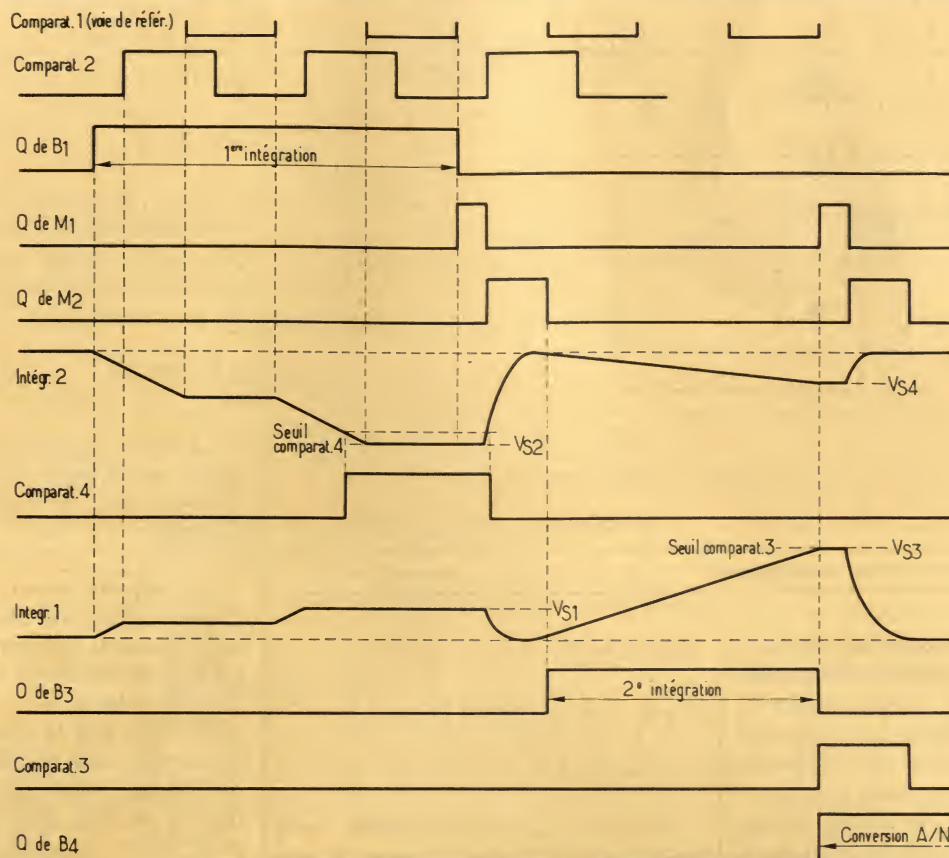 Comparat.1 (voie de référ.)
Comparat. 2
Q de B1
1ere intégration
Q de M1
Q de M2
Intégr. 2
VS4
Seuil
comparat.4
VS2
Comparat.4
Seuil comparat.3
VS3
Integr.1
VS1
Q de B3
2e intégration
Comparat.3
Q de B4
Conversion A/N